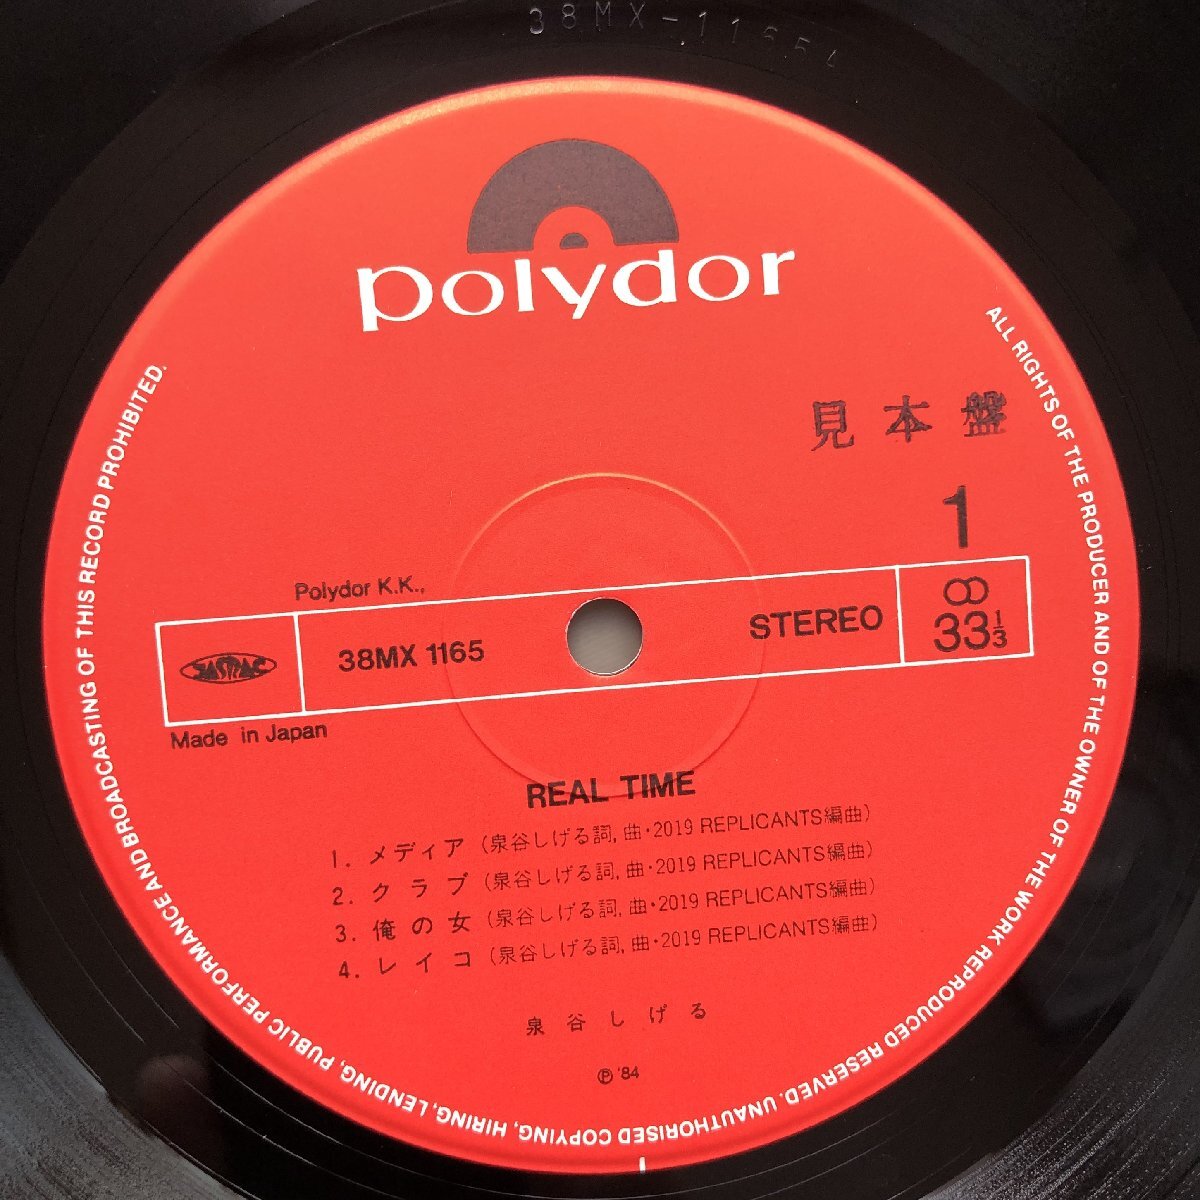 38MX-1165
polydor
見本盤
1
Polydor K.K.,
JASRAC
38MX 1165
STEREO
33⅓
Made in Japan
REAL TIME
1. メディア (泉谷しげる詞, 曲・2019 REPLICANTS編曲)
2. クラブ (泉谷しげる詞, 曲・2019 REPLICANTS編曲)
3. 俺の女 (泉谷しげる詞, 曲・2019 REPLICANTS編曲)
4. レイコ (泉谷しげる詞, 曲・2019 REPLICANTS編曲)
泉谷しげる
℗ '84
ALL RIGHTS OF THE PRODUCER AND OF THE OWNER OF THE WORK REPRODUCED RESERVED. UNAUTHORISED COPYING, HIRING, LENDING, PUBLIC PERFORMANCE AND BROADCASTING OF THIS RECORD PROHIBITED.